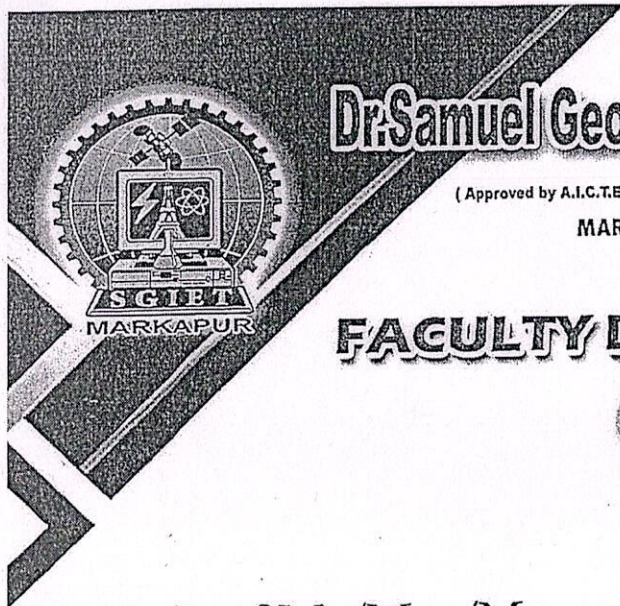 Dr.Samuel Geo
( Approved by A.I.C.T.E
MAR
SGIET
MARKAPUR
FACULTY